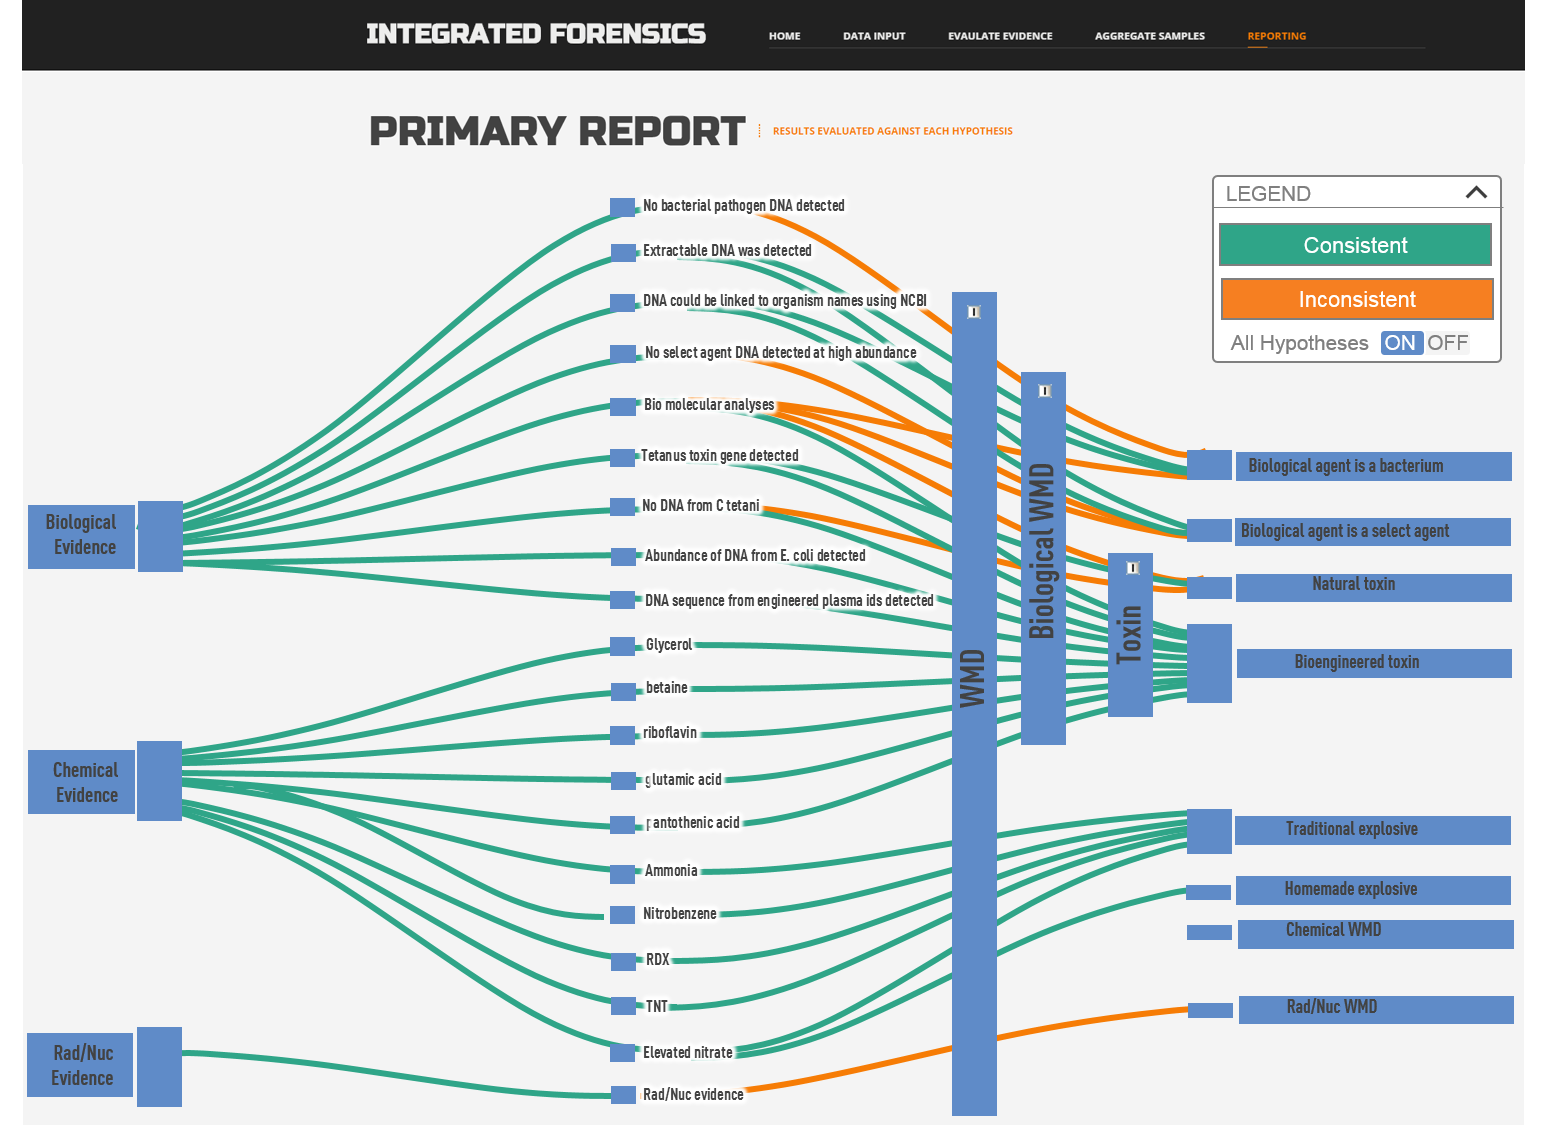 INTEGRATED FORENSICS
HOME
DATA INPUT
EVAULATE EVIDENCE
AGGREGATE SAMPLES
REPORTING
PRIMARY REPORT
RESULTS EVALUATED AGAINST EACH HYPOTHESIS
LEGEND
Consistent
Inconsistent
All Hypotheses ON OFF
Biological
Evidence
Chemical
Evidence
Rad/Nuc
Evidence
No bacterial pathogen DNA detected
Extractable DNA was detected
DNA could be linked to organism names using NCBI
No select agent DNA detected at high abundance
Bio molecular analyses
Tetanus toxin gene detected
No DNA from C tetani
Abundance of DNA from E. coli detected
DNA sequence from engineered plasma ids detected
Glycerol
betaine
riboflavin
glutamic acid
pantothenic acid
Ammonia
Nitrobenzene
RDX
TNT
Elevated nitrate
Rad/Nuc evidence
I
WMD
I
Biological WMD
I
Toxin
Biological agent is a bacterium
Biological agent is a select agent
Natural toxin
Bioengineered toxin
Traditional explosive
Homemade explosive
Chemical WMD
Rad/Nuc WMD